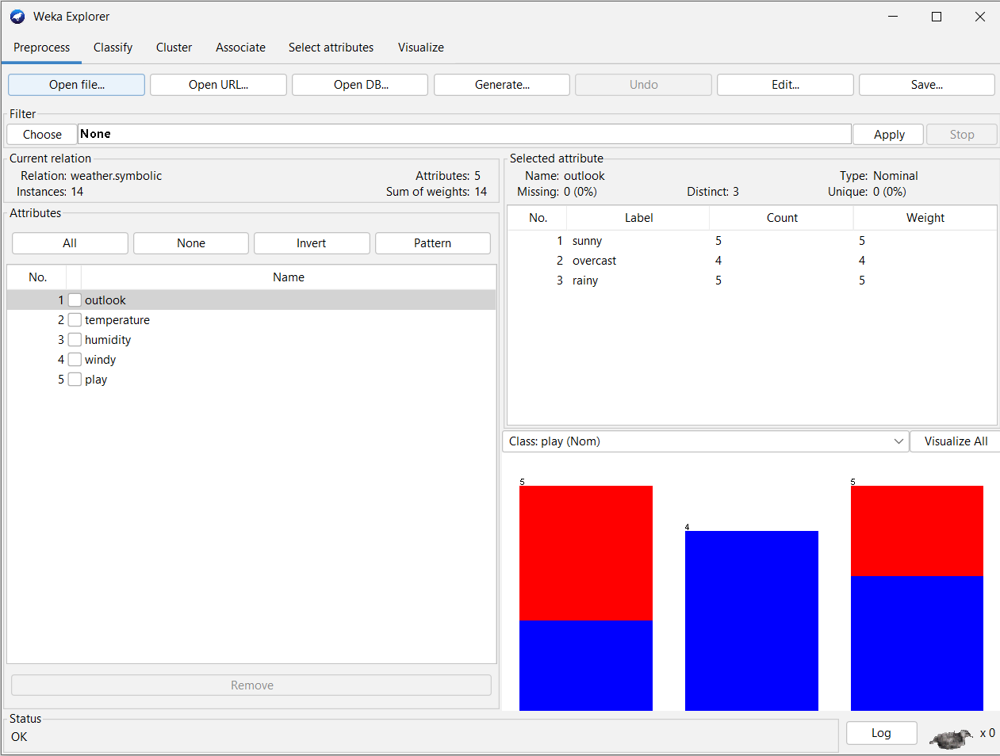 Weka Explorer
Preprocess Classify Cluster Associate Select attributes Visualize
Open file... Open URL... Open DB... Generate... Undo Edit... Save...
Filter
Choose None Apply Stop
Current relation
Relation: weather.symbolic Attributes: 5
Instances: 14 Sum of weights: 14
Selected attribute
Name: outlook Type: Nominal
Missing: 0 (0%) Distinct: 3 Unique: 0 (0%)
Attributes
All None Invert Pattern
No. Name
1 outlook
2 temperature
3 humidity
4 windy
5 play
Remove
No. Label Count Weight
1 sunny 5 5
2 overcast 4 4
3 rainy 5 5
Class: play (Nom) Visualize All
5 4 5
Status
OK
Log x 0